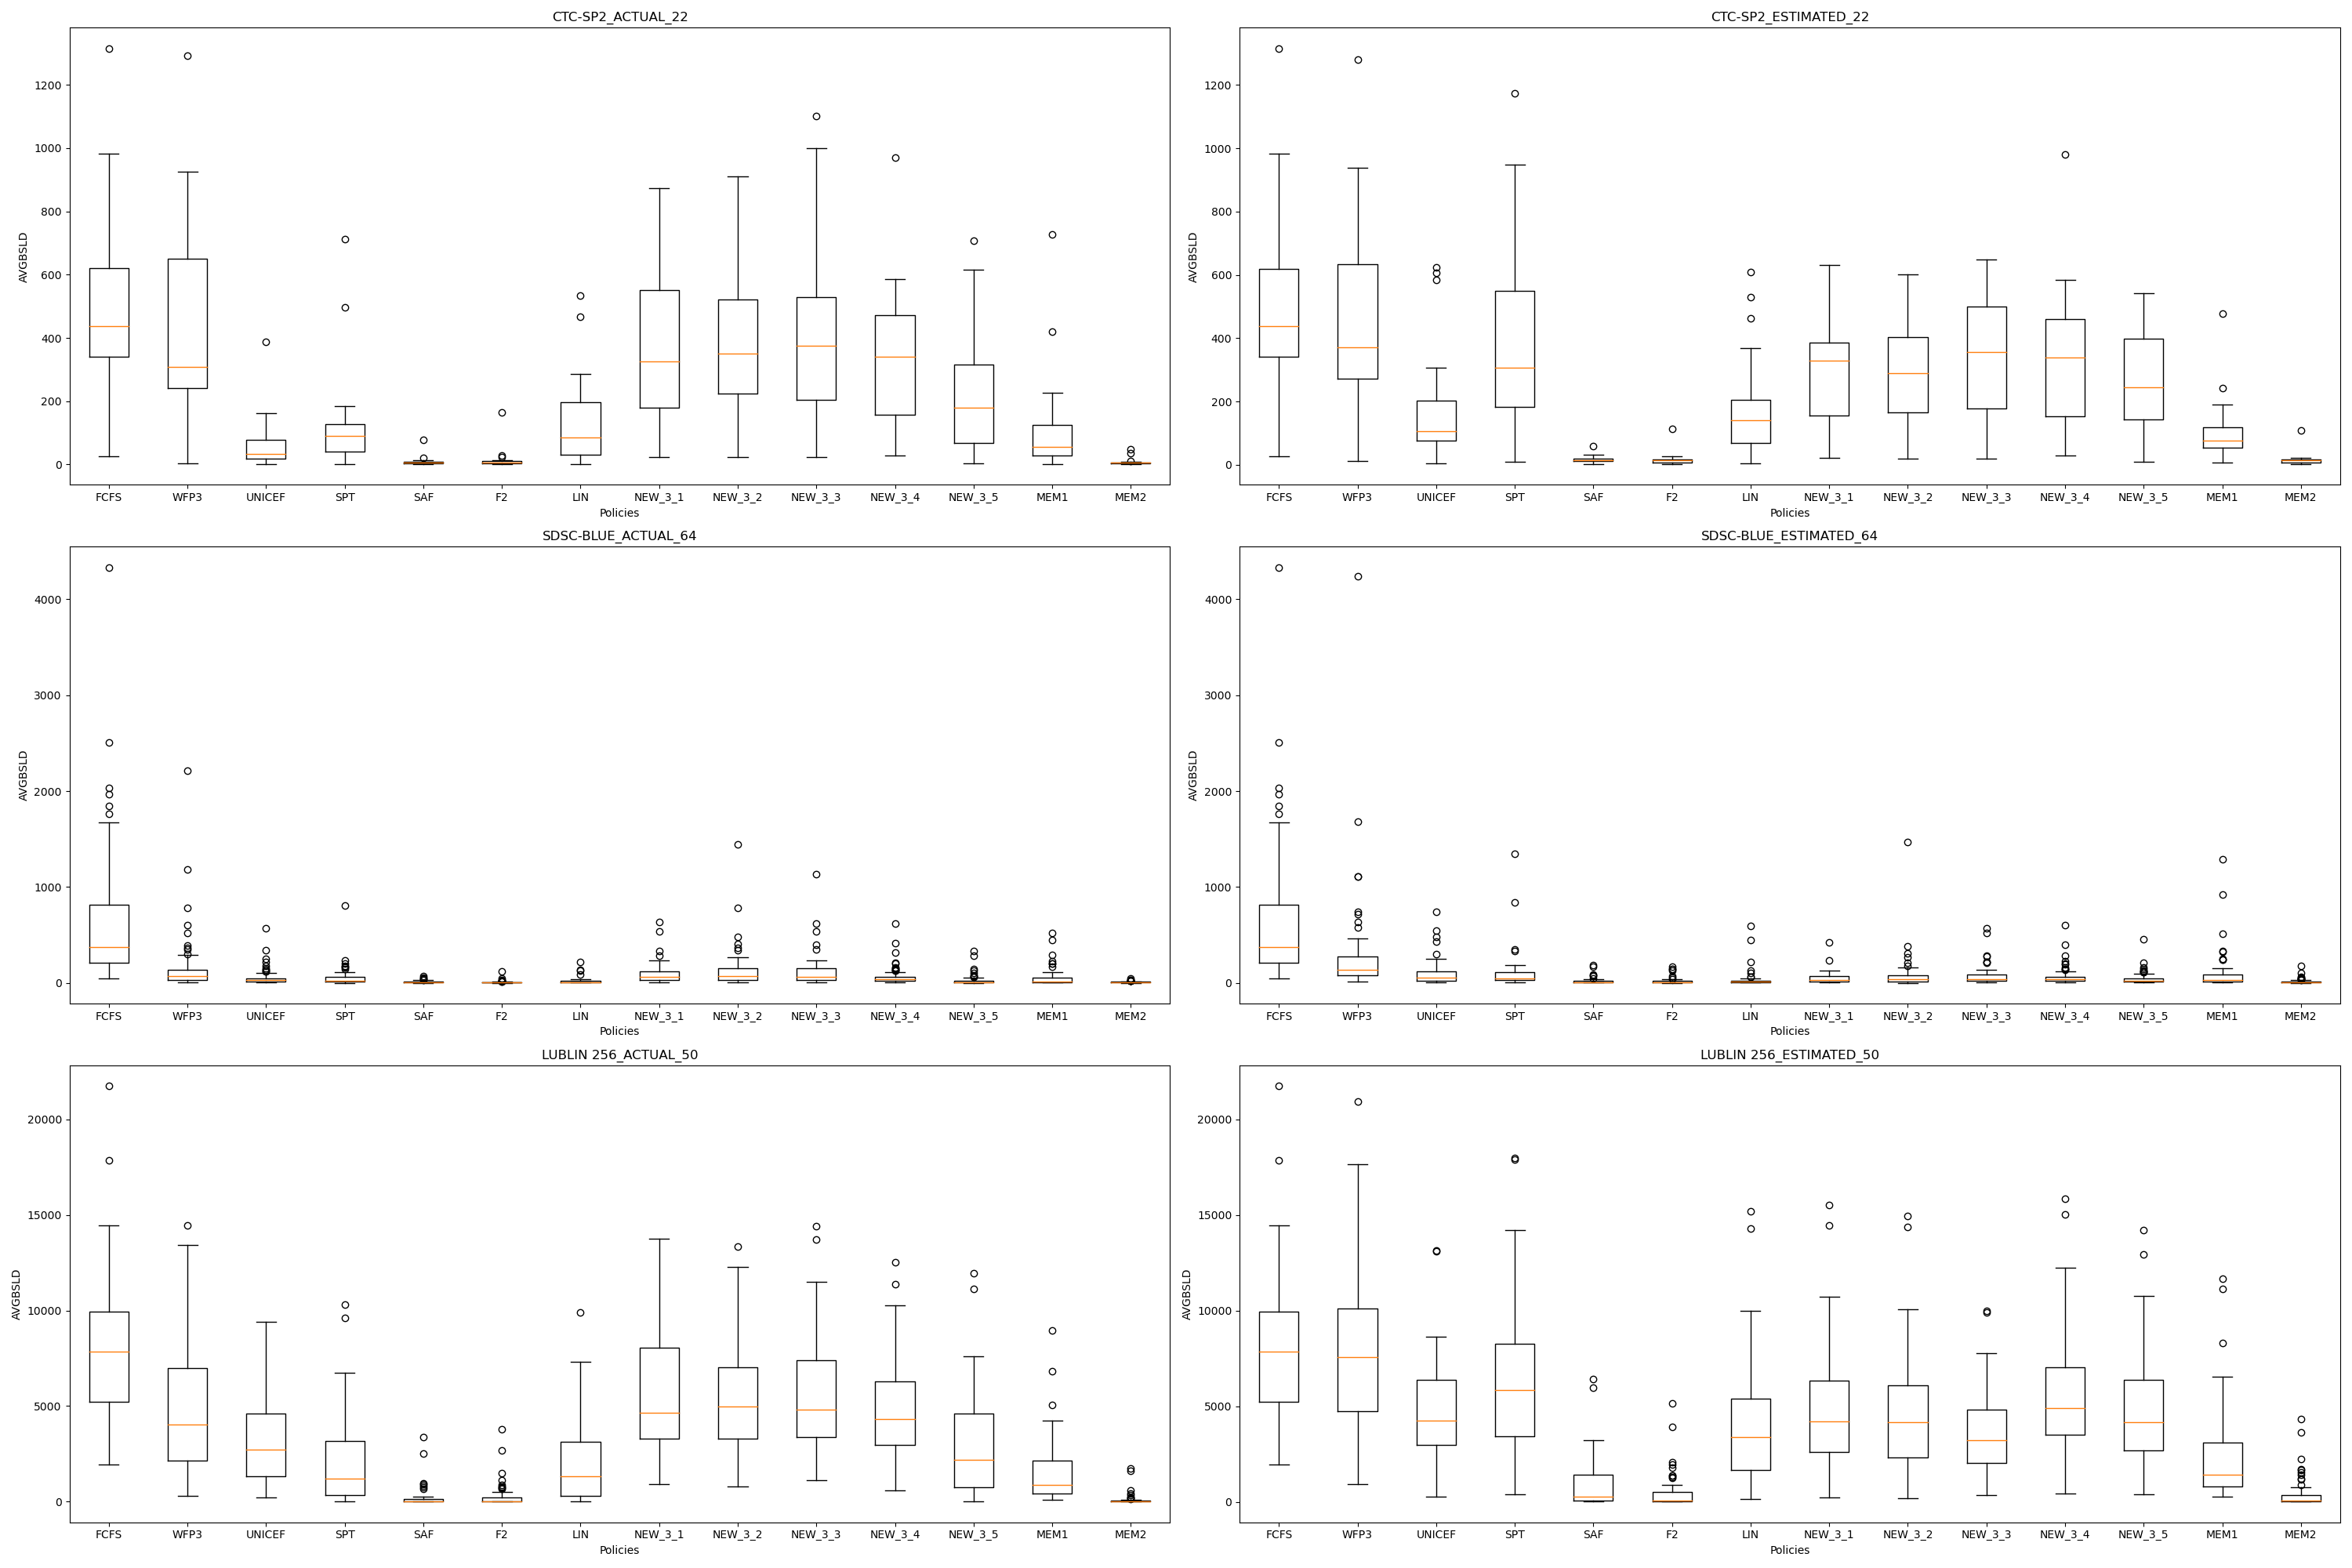 CTC-SP2_ACTUAL_22
AVGBSLD
1200
1000
800
600
400
200
0
FCFS WFP3 UNICEF SPT SAF F2 LIN NEW_3_1 NEW_3_2 NEW_3_3 NEW_3_4 NEW_3_5 MEM1 MEM2
Policies
CTC-SP2_ESTIMATED_22
AVGBSLD
1200
1000
800
600
400
200
0
FCFS WFP3 UNICEF SPT SAF F2 LIN NEW_3_1 NEW_3_2 NEW_3_3 NEW_3_4 NEW_3_5 MEM1 MEM2
Policies
SDSC-BLUE_ACTUAL_64
AVGBSLD
4000
3000
2000
1000
0
FCFS WFP3 UNICEF SPT SAF F2 LIN NEW_3_1 NEW_3_2 NEW_3_3 NEW_3_4 NEW_3_5 MEM1 MEM2
Policies
SDSC-BLUE_ESTIMATED_64
AVGBSLD
4000
3000
2000
1000
0
FCFS WFP3 UNICEF SPT SAF F2 LIN NEW_3_1 NEW_3_2 NEW_3_3 NEW_3_4 NEW_3_5 MEM1 MEM2
Policies
LUBLIN 256_ACTUAL_50
AVGBSLD
20000
15000
10000
5000
0
FCFS WFP3 UNICEF SPT SAF F2 LIN NEW_3_1 NEW_3_2 NEW_3_3 NEW_3_4 NEW_3_5 MEM1 MEM2
Policies
LUBLIN 256_ESTIMATED_50
AVGBSLD
20000
15000
10000
5000
0
FCFS WFP3 UNICEF SPT SAF F2 LIN NEW_3_1 NEW_3_2 NEW_3_3 NEW_3_4 NEW_3_5 MEM1 MEM2
Policies